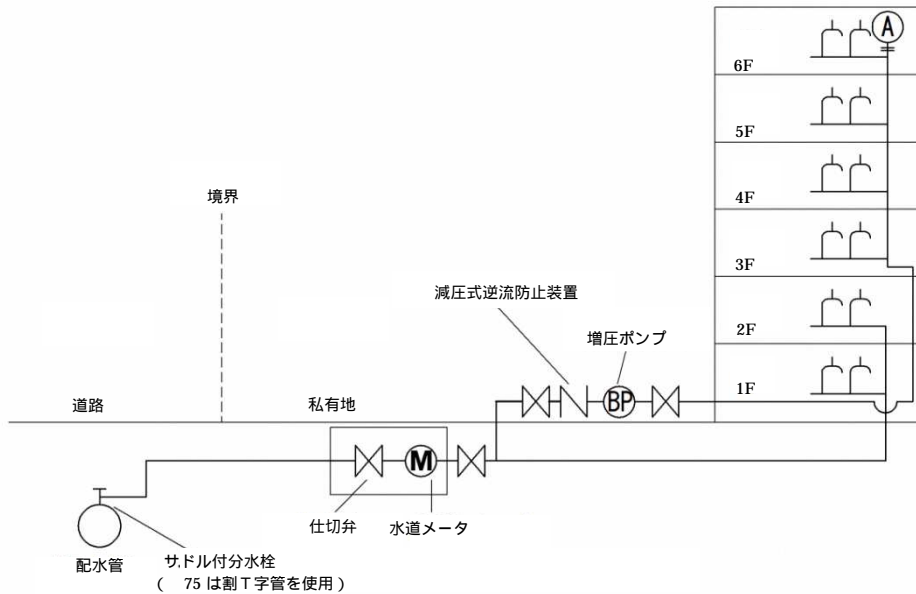 A
6F
5F
4F
境界
3F
減圧式逆流防止装置
2F
増圧ポンプ
1F
BP
道路
私有地
M
仕切弁
水道メータ
配水管
サドル付分水栓
( 75は割T字管を使用)